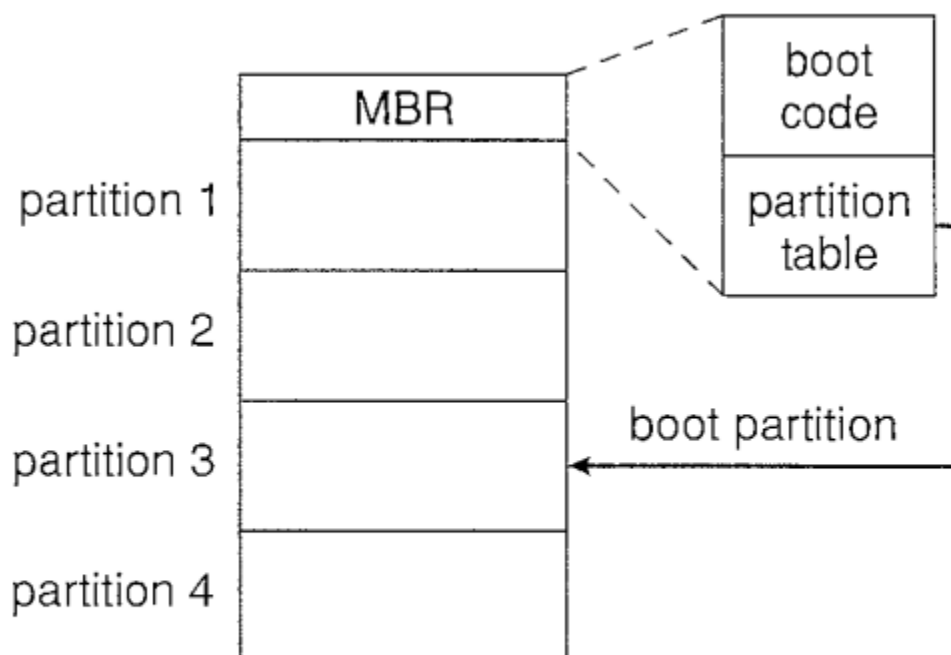 MBR
boot
code
partition 1
partition
table
partition 2
boot partition
partition 3
partition 4